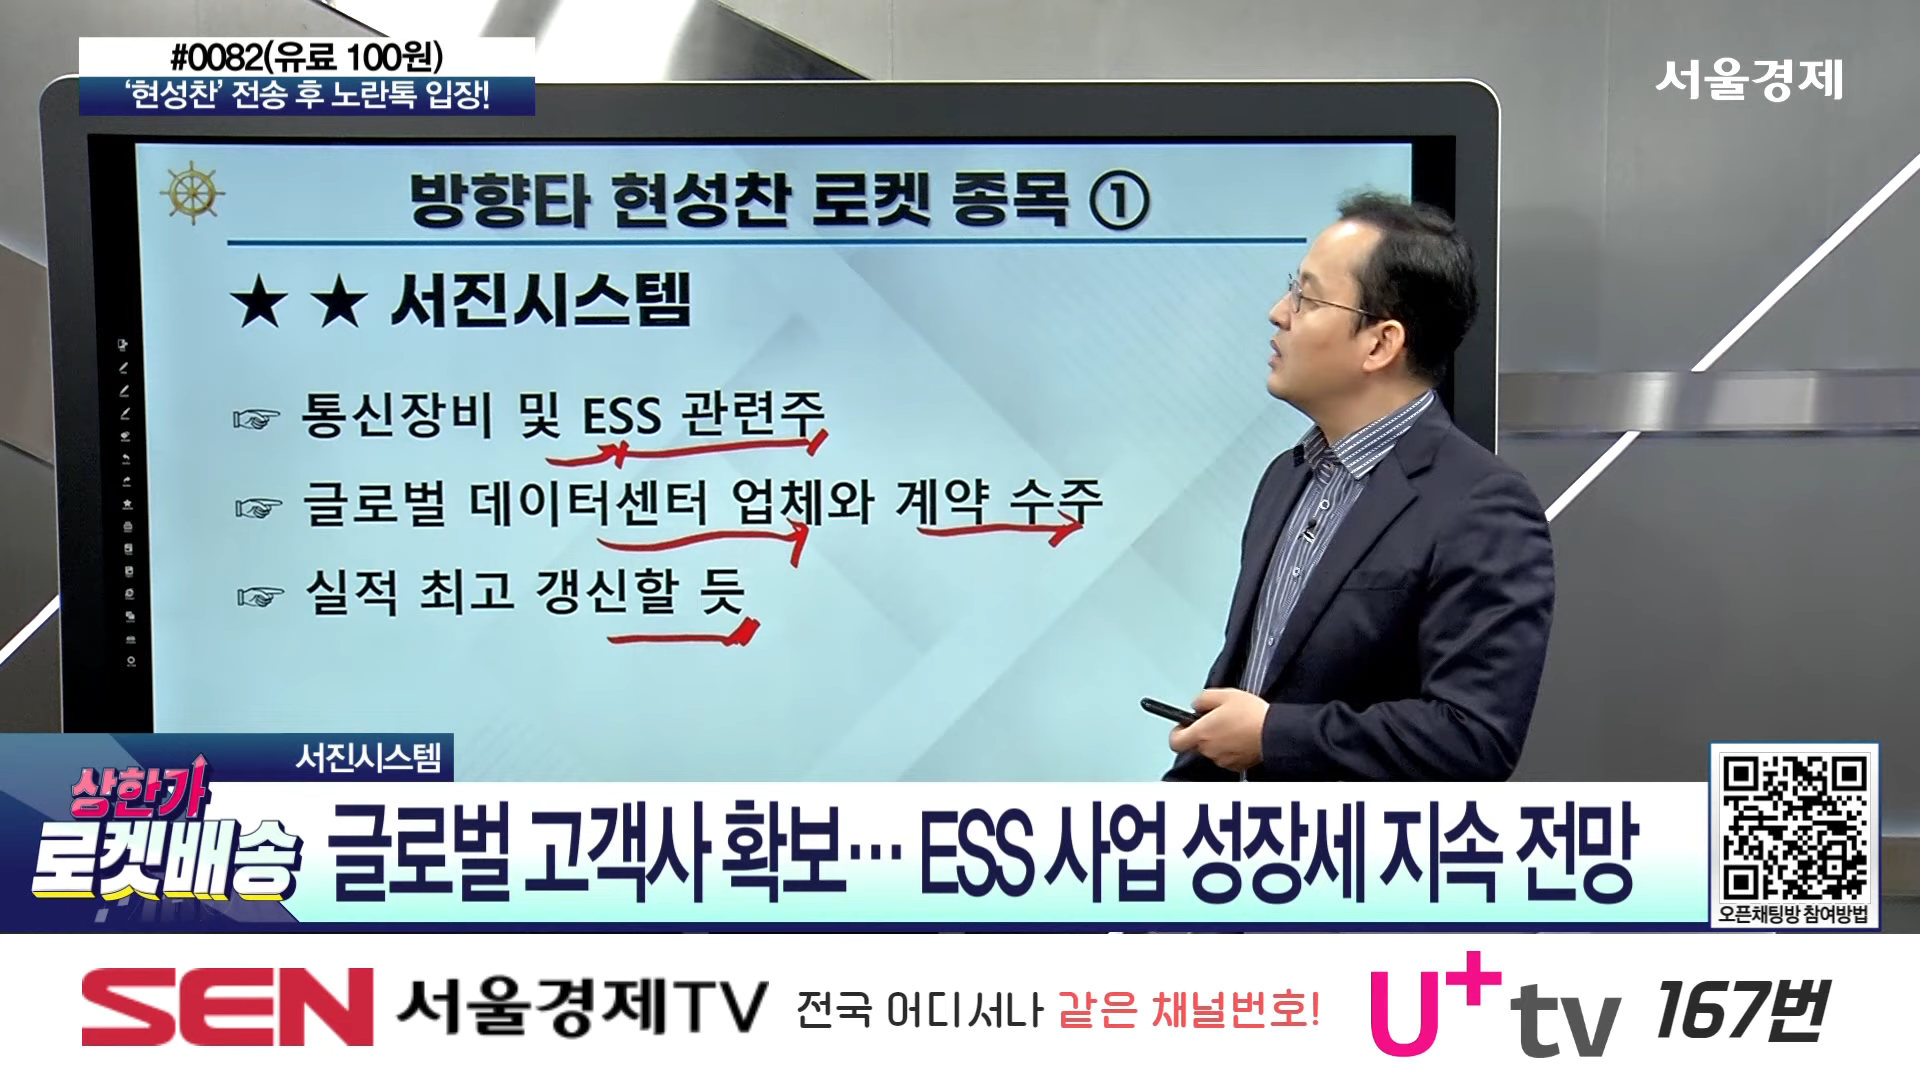 #0082(유료 100원)
‘현성찬’ 전송 후 노란톡 입장!
서울경제
방향타 현성찬 로켓 종목 ①
★ ★ 서진시스템
☞ 통신장비 및 ESS 관련주
☞ 글로벌 데이터센터 업체와 계약 수주
☞ 실적 최고 갱신할 듯
서진시스템
상한가
로켓배송
글로벌 고객사 확보… ESS 사업 성장세 지속 전망
오픈채팅방 참여방법
SEN 서울경제TV 전국 어디서나 같은 채널번호! U+ tv 167번